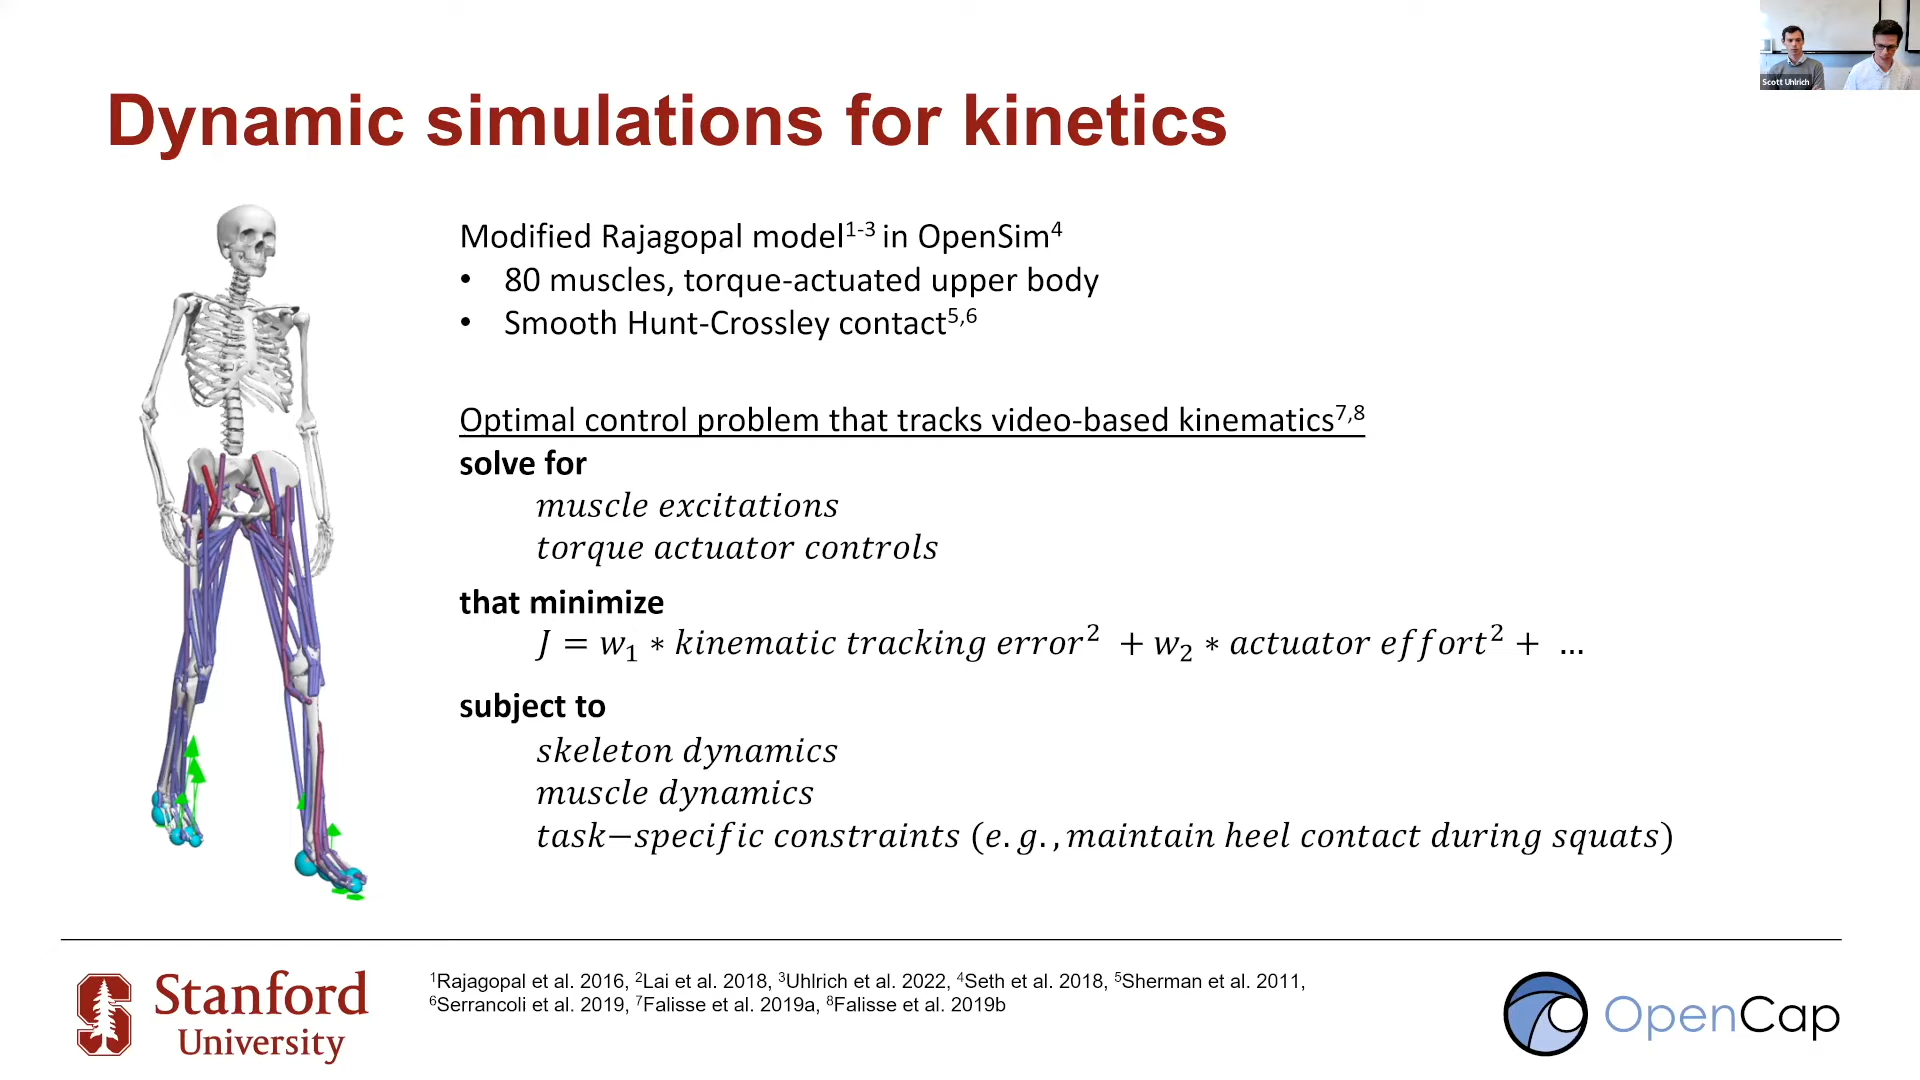 Scott Uhlrich
Dynamic simulations for kinetics
Modified Rajagopal model1-3 in OpenSim4
• 80 muscles, torque-actuated upper body
• Smooth Hunt-Crossley contact5,6
Optimal control problem that tracks video-based kinematics7,8
solve for
muscle excitations
torque actuator controls
that minimize
J = w₁ ∗ kinematic tracking error² + w₂ ∗ actuator effort² + …
subject to
skeleton dynamics
muscle dynamics
task−specific constraints (e.g., maintain heel contact during squats)
Stanford
University
1Rajagopal et al. 2016, 2Lai et al. 2018, 3Uhlrich et al. 2022, 4Seth et al. 2018, 5Sherman et al. 2011,
6Serrancoli et al. 2019, 7Falisse et al. 2019a, 8Falisse et al. 2019b
OpenCap